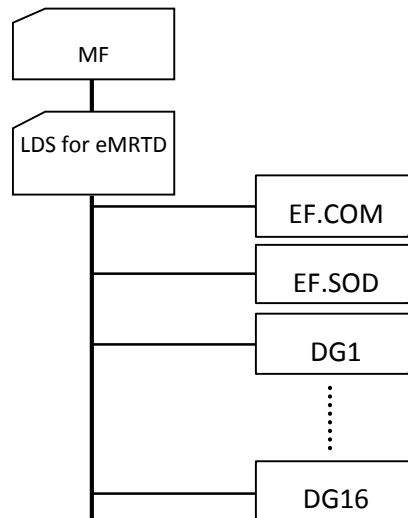 MF
LDS for eMRTD
EF.COM
EF.SOD
DG1
DG16